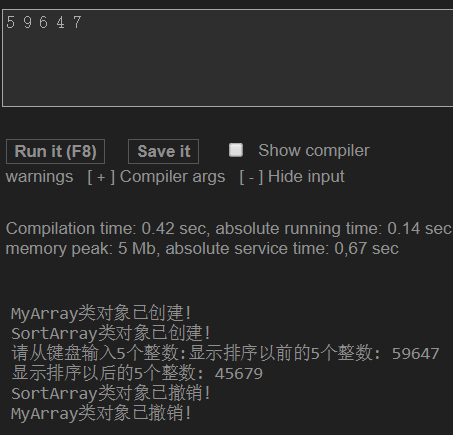 5 9 6 4 7
Run it (F8) Save it Show compiler
warnings [ + ] Compiler args [ - ] Hide input
Compilation time: 0.42 sec, absolute running time: 0.14 sec
memory peak: 5 Mb, absolute service time: 0,67 sec
MyArray类对象已创建!
SortArray类对象已创建!
请从键盘输入5个整数:显示排序以前的5个整数: 59647
显示排序以后的5个整数: 45679
SortArray类对象已撤销!
MyArray类对象已撤销!